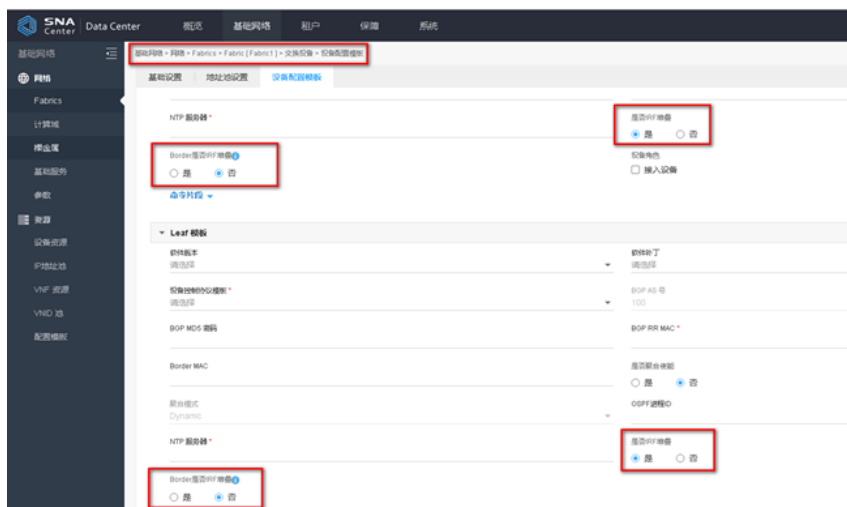 SNA Center Data Center 概览 基础网络 租户 保障 系统
基础网络
基础网络 > 网络 > Fabrics > Fabric [Fabric1] > 交换设备 > 设备配置模板
网络
基础设置 地址池设置 设备配置模板
Fabrics
计算域
裸金属
基础服务
参数
资源
设备资源
IP地址池
VNF 资源
VND 池
配置模板
NTP 服务器 *
是否IRF堆叠
是 否
Border是否IRF堆叠
是 否
设备角色
接入设备
命令片段
Leaf 模板
软件版本
请选择
软件补丁
请选择
设备控制协议模板 *
请选择
BGP AS 号
100
BGP MD5 密码
BGP RR MAC *
Border MAC
是否聚合使能
是 否
聚合模式
Dynamic
OSPF进程ID
NTP 服务器 *
是否IRF堆叠
是 否
Border是否IRF堆叠
是 否